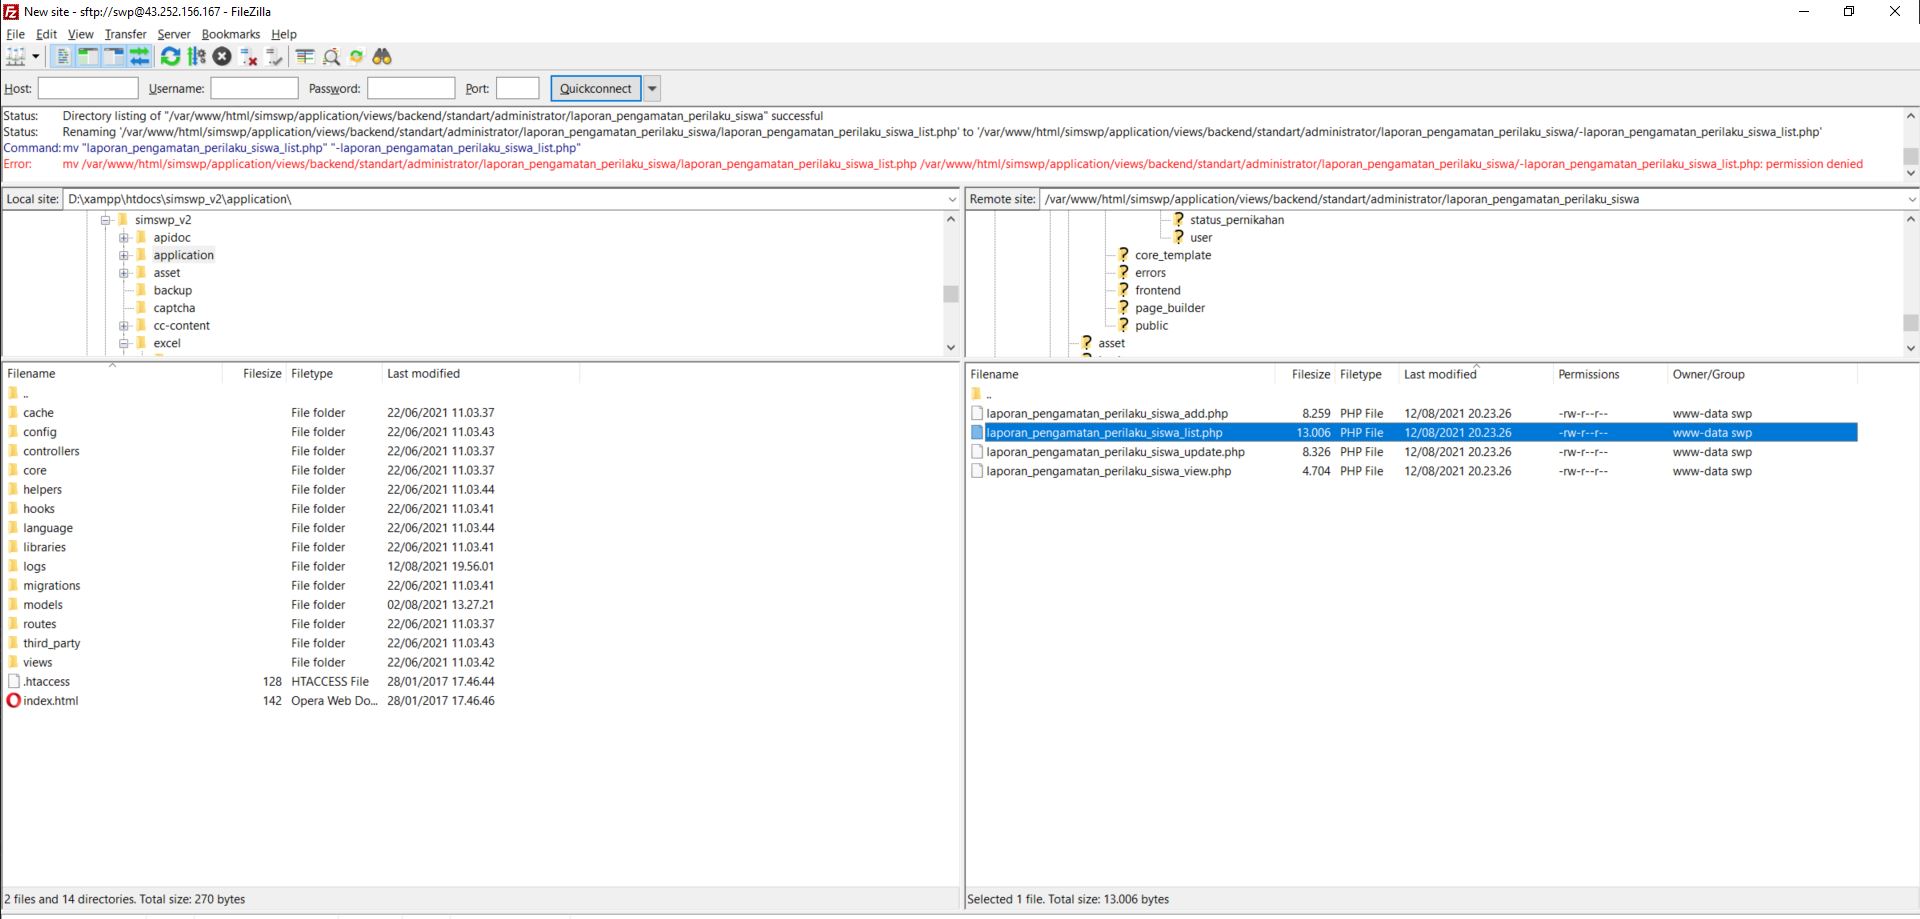 New site - sftp://swp@43.252.156.167 - FileZilla
File Edit View Transfer Server Bookmarks Help
Host: Username: Password: Port: Quickconnect
Status: Directory listing of "/var/www/html/simswp/application/views/backend/standart/administrator/laporan_pengamatan_perilaku_siswa" successful
Status: Renaming '/var/www/html/simswp/application/views/backend/standart/administrator/laporan_pengamatan_perilaku_siswa/laporan_pengamatan_perilaku_siswa_list.php' to '/var/www/html/simswp/application/views/backend/standart/administrator/laporan_pengamatan_perilaku_siswa/-laporan_pengamatan_perilaku_siswa_list.php'
Command: mv "laporan_pengamatan_perilaku_siswa_list.php" "-laporan_pengamatan_perilaku_siswa_list.php"
Error: mv /var/www/html/simswp/application/views/backend/standart/administrator/laporan_pengamatan_perilaku_siswa/laporan_pengamatan_perilaku_siswa_list.php /var/www/html/simswp/application/views/backend/standart/administrator/laporan_pengamatan_perilaku_siswa/-laporan_pengamatan_perilaku_siswa_list.php: permission denied
Local site: D:\xampp\htdocs\simswp_v2\application\
simswp_v2
apidoc
application
asset
backup
captcha
cc-content
excel
Filename Filesize Filetype Last modified
..
cache File folder 22/06/2021 11.03.37
config File folder 22/06/2021 11.03.43
controllers File folder 22/06/2021 11.03.37
core File folder 22/06/2021 11.03.37
helpers File folder 22/06/2021 11.03.44
hooks File folder 22/06/2021 11.03.41
language File folder 22/06/2021 11.03.44
libraries File folder 22/06/2021 11.03.41
logs File folder 12/08/2021 19.56.01
migrations File folder 22/06/2021 11.03.41
models File folder 02/08/2021 13.27.21
routes File folder 22/06/2021 11.03.37
third_party File folder 22/06/2021 11.03.43
views File folder 22/06/2021 11.03.42
.htaccess 128 HTACCESS File 28/01/2017 17.46.44
index.html 142 Opera Web Do... 28/01/2017 17.46.46
2 files and 14 directories. Total size: 270 bytes
Remote site: /var/www/html/simswp/application/views/backend/standart/administrator/laporan_pengamatan_perilaku_siswa
status_pernikahan
user
core_template
errors
frontend
page_builder
public
asset
Filename Filesize Filetype Last modified Permissions Owner/Group
..
laporan_pengamatan_perilaku_siswa_add.php 8.259 PHP File 12/08/2021 20.23.26 -rw-r--r-- www-data swp
laporan_pengamatan_perilaku_siswa_list.php 13.006 PHP File 12/08/2021 20.23.26 -rw-r--r-- www-data swp
laporan_pengamatan_perilaku_siswa_update.php 8.326 PHP File 12/08/2021 20.23.26 -rw-r--r-- www-data swp
laporan_pengamatan_perilaku_siswa_view.php 4.704 PHP File 12/08/2021 20.23.26 -rw-r--r-- www-data swp
Selected 1 file. Total size: 13.006 bytes